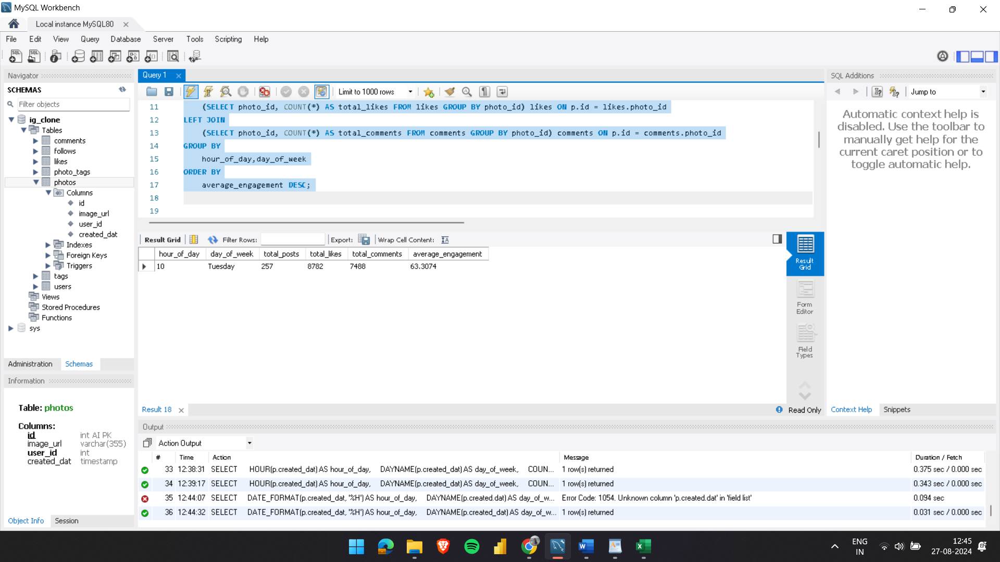 MySQL Workbench
Local instance MySQL80
File Edit View Query Database Server Tools Scripting Help
Navigator
SCHEMAS
Filter objects
ig_clone
Tables
comments
follows
likes
photo_tags
photos
Columns
id
image_url
user_id
created_dat
Indexes
Foreign Keys
Triggers
tags
users
Views
Stored Procedures
Functions
sys
Administration Schemas
Information
Table: photos
Columns:
id int AI PK
image_url varchar(355)
user_id int
created_dat timestamp
Object Info Session
Query 1
Limit to 1000 rows
11 (SELECT photo_id, COUNT(*) AS total_likes FROM likes GROUP BY photo_id) likes ON p.id = likes.photo_id
12 LEFT JOIN
13 (SELECT photo_id, COUNT(*) AS total_comments FROM comments GROUP BY photo_id) comments ON p.id = comments.photo_id
14 GROUP BY
15 hour_of_day,day_of_week
16 ORDER BY
17 average_engagement DESC;
18
19
Result Grid Filter Rows: Export: Wrap Cell Content:
hour_of_day day_of_week total_posts total_likes total_comments average_engagement
10 Tuesday 257 8782 7488 63.3074
Result Grid
Form Editor
Field Types
Result 18
Read Only
SQL Additions
Jump to
Automatic context help is
disabled. Use the toolbar to
manually get help for the
current caret position or to
toggle automatic help.
Context Help Snippets
Output
Action Output
# Time Action Message Duration / Fetch
33 12:38:31 SELECT HOUR(p.created_dat) AS hour_of_day, DAYNAME(p.created_dat) AS day_of_week, COUN... 1 row(s) returned 0.375 sec / 0.000 sec
34 12:39:17 SELECT HOUR(p.created_dat) AS hour_of_day, DAYNAME(p.created_dat) AS day_of_week, COUN... 1 row(s) returned 0.343 sec / 0.000 sec
35 12:44:07 SELECT DATE_FORMAT(p.created_dat, '%H') AS hour_of_day, DAYNAME(p.created.dat) AS day_of_w... Error Code: 1054. Unknown column 'p.created.dat' in 'field list' 0.094 sec
36 12:44:32 SELECT DATE_FORMAT(p.created_dat, '%H') AS hour_of_day, DAYNAME(p.created_dat) AS day_of_w... 1 row(s) returned 0.031 sec / 0.000 sec
ENG
IN
12:45
27-08-2024